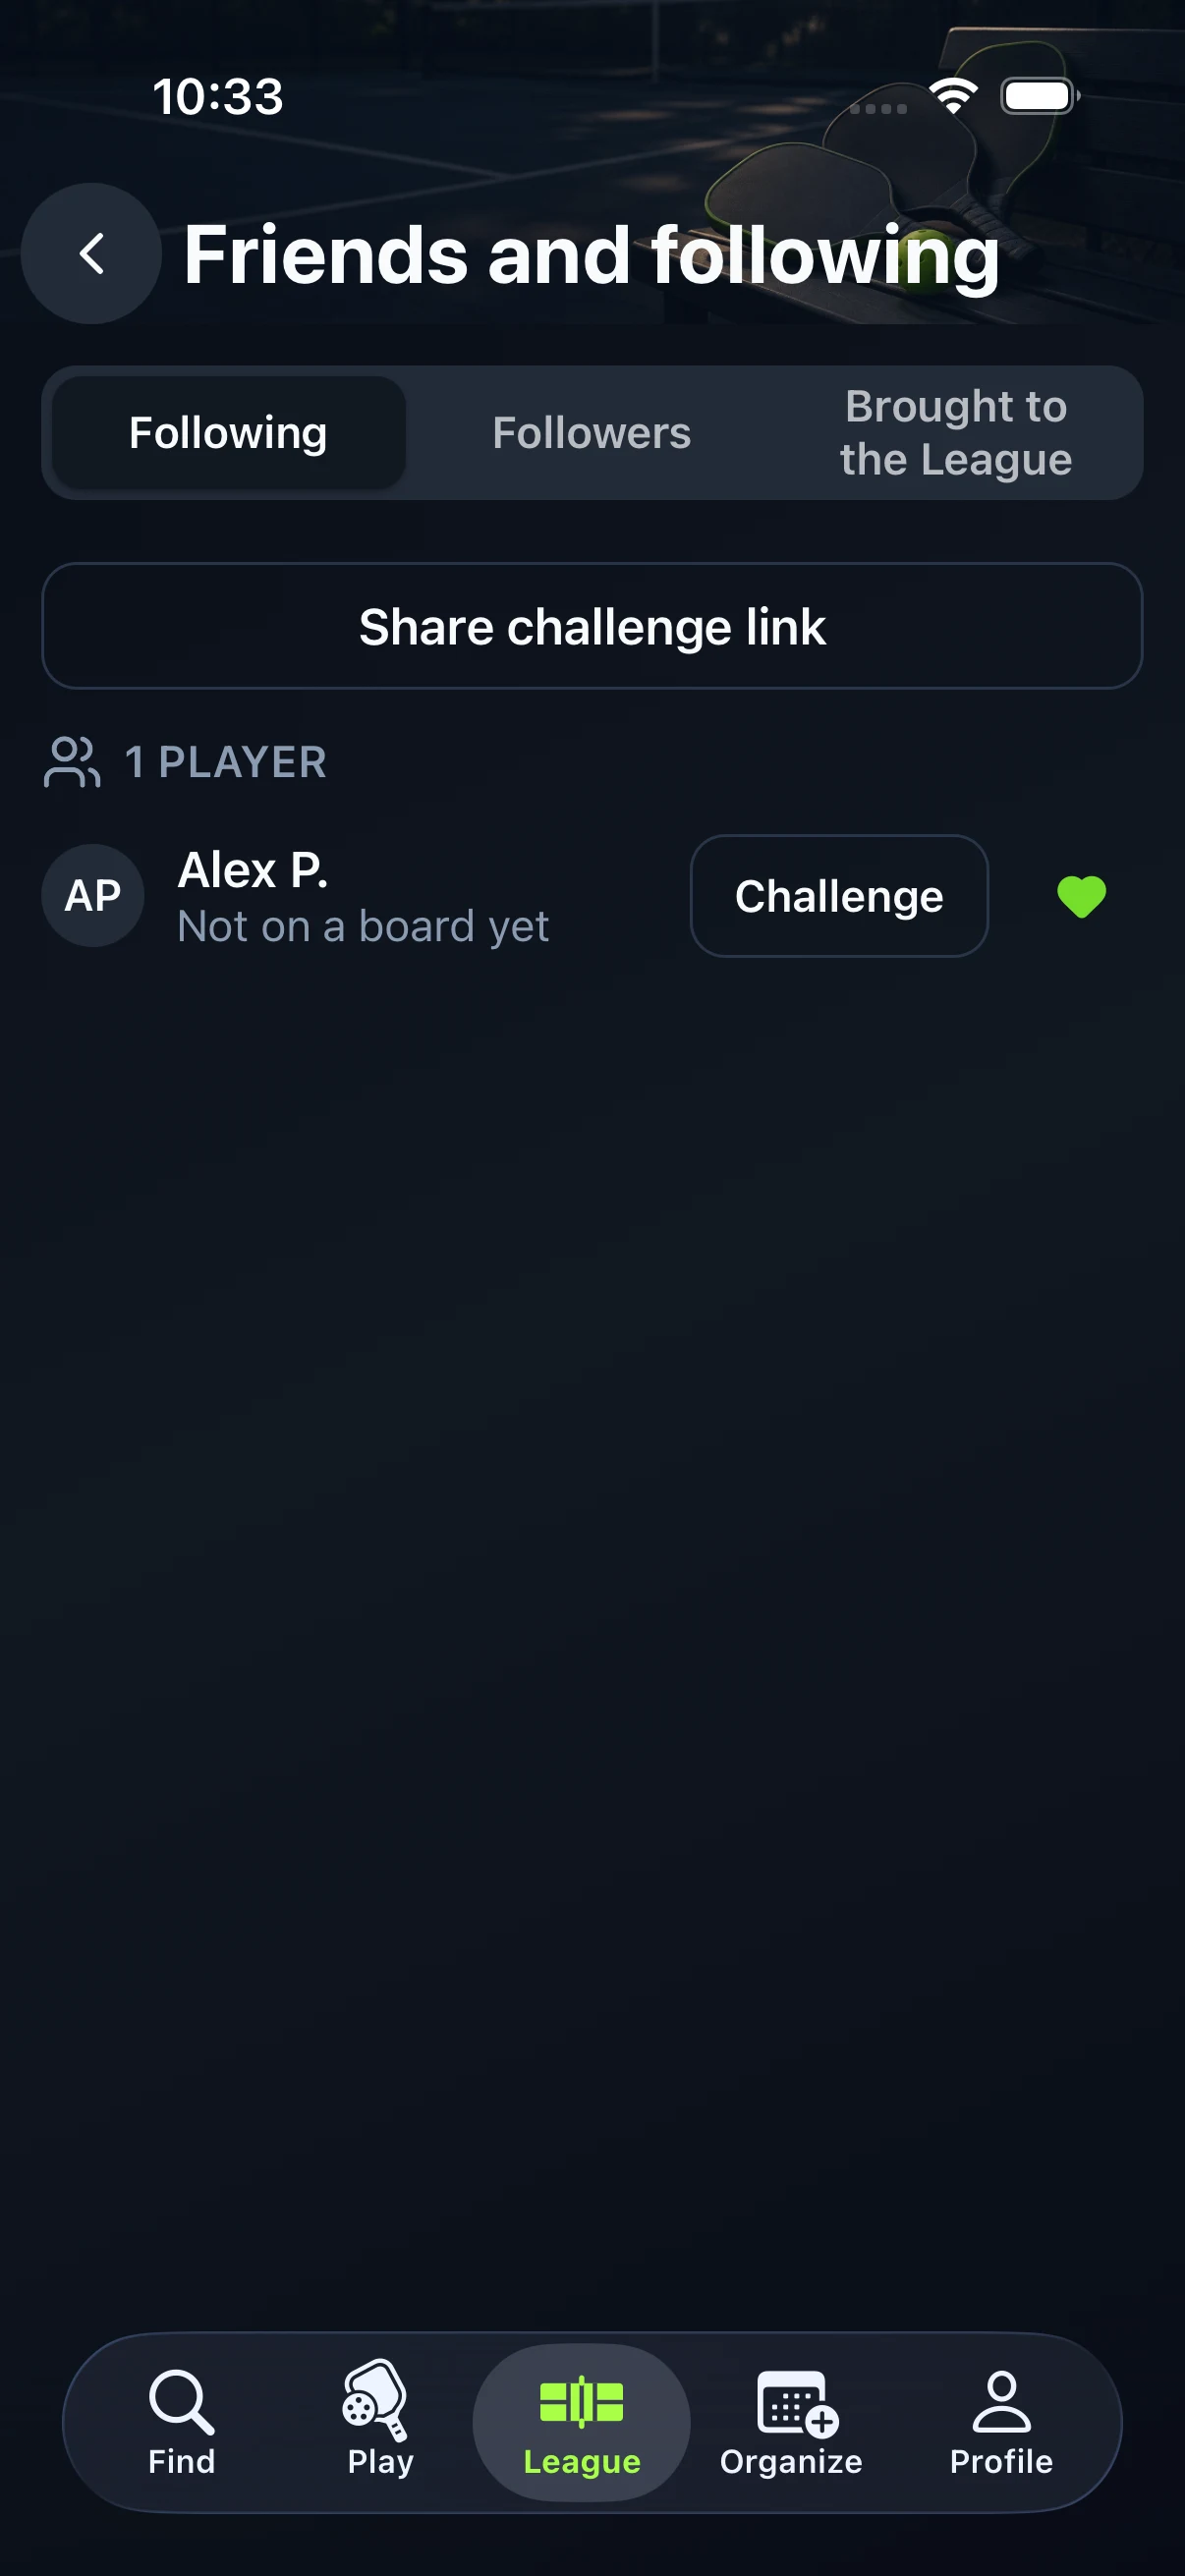 10:33
Friends and following
Following
Followers
Brought to
the League
Share challenge link
1 PLAYER
AP
Alex P.
Not on a board yet
Challenge
Find
Play
League
Organize
Profile